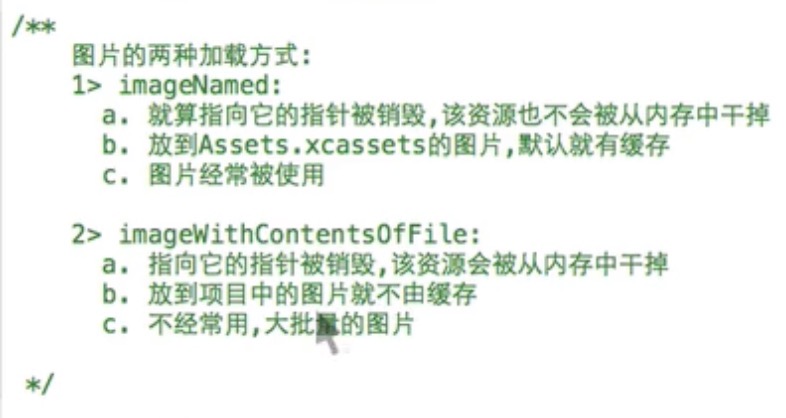 /**
图片的两种加载方式:
1> imageNamed:
a. 就算指向它的指针被销毁,该资源也不会被从内存中干掉
b. 放到Assets.xcassets的图片,默认就有缓存
c. 图片经常被使用
2> imageWithContentsOfFile:
a. 指向它的指针被销毁,该资源会被从内存中干掉
b. 放到项目中的图片就不由缓存
c. 不经常用,大批量的图片
*/